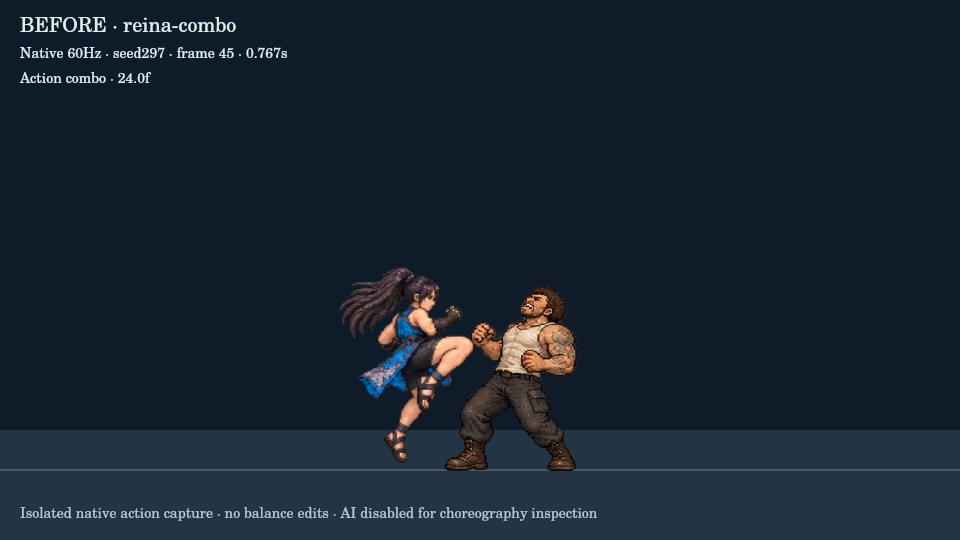 BEFORE · reina-combo
Native 60Hz · seed297 · frame 45 · 0.767s
Action combo · 24.0f
Isolated native action capture · no balance edits · AI disabled for choreography inspection